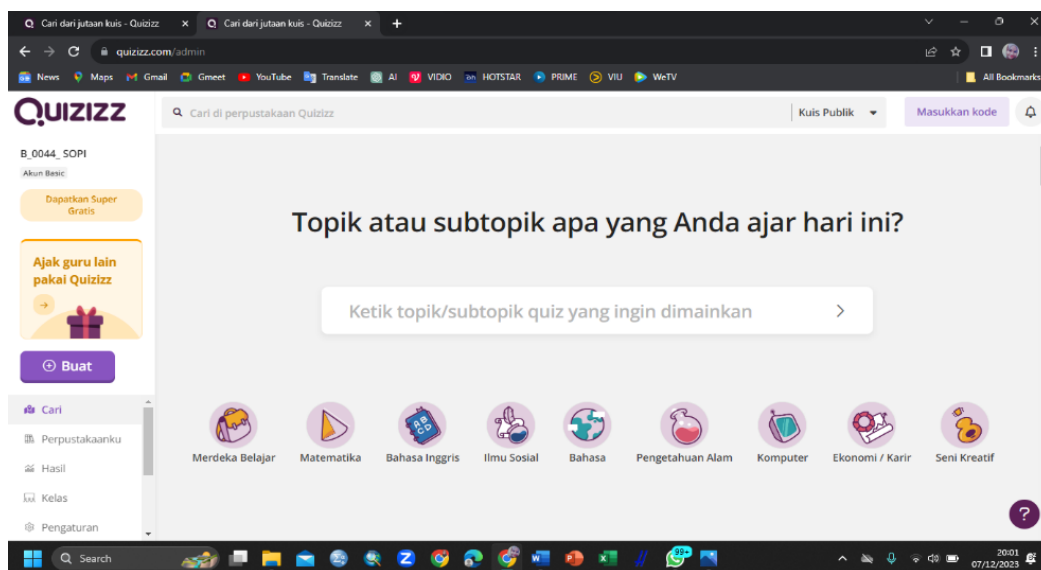 Cari dari jutaan kuis - Quizizz
Cari dari jutaan kuis - Quizizz
quizizz.com/admin
News Maps Gmail Gmeet YouTube Translate AI VIDIO HOTSTAR PRIME VIU WeTV All Bookmarks
QUIZIZZ
Cari di perpustakaan Quizizz
Kuis Publik
Masukkan kode
B_0044_ SOPI
Akun Basic
Dapatkan Super
Gratis
Ajak guru lain
pakai Quizizz
Buat
Cari
Perpustakaanku
Hasil
Kelas
Pengaturan
Topik atau subtopik apa yang Anda ajar hari ini?
Ketik topik/subtopik quiz yang ingin dimainkan
Merdeka Belajar Matematika Bahasa Inggris Ilmu Sosial Bahasa Pengetahuan Alam Komputer Ekonomi / Karir Seni Kreatif
?
Search
99+
20:01
07/12/2023